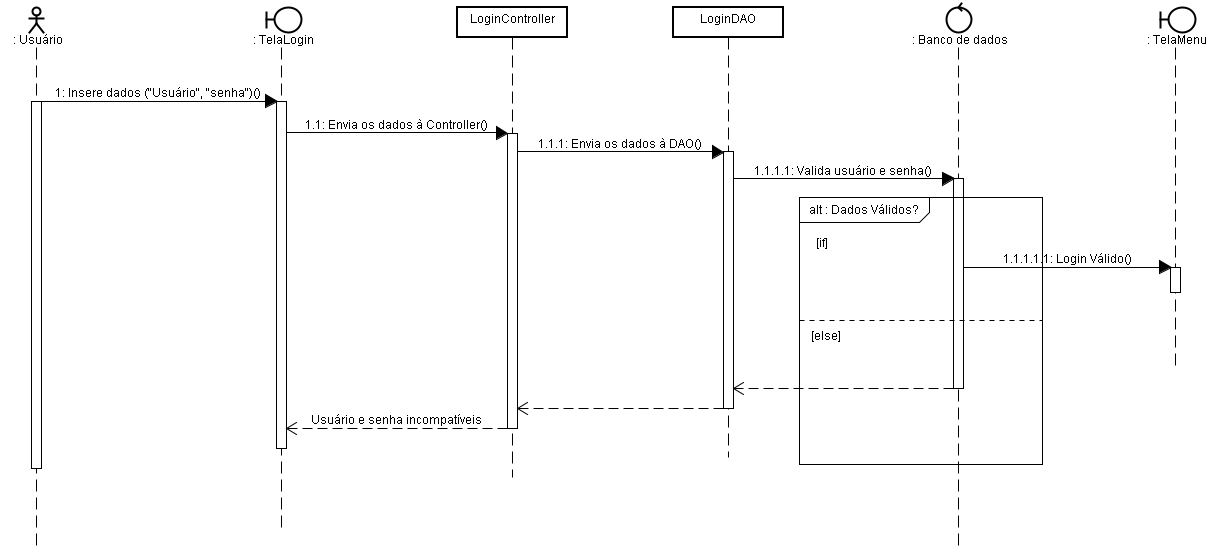 : Usuário
: TelaLogin
LoginController
LoginDAO
: Banco de dados
: TelaMenu
1: Insere dados ("Usuário", "senha")()
1.1: Envia os dados à Controller()
1.1.1: Envia os dados à DAO()
1.1.1.1: Valida usuário e senha()
alt : Dados Válidos?
[if]
1.1.1.1.1: Login Válido()
[else]
Usuário e senha incompatíveis